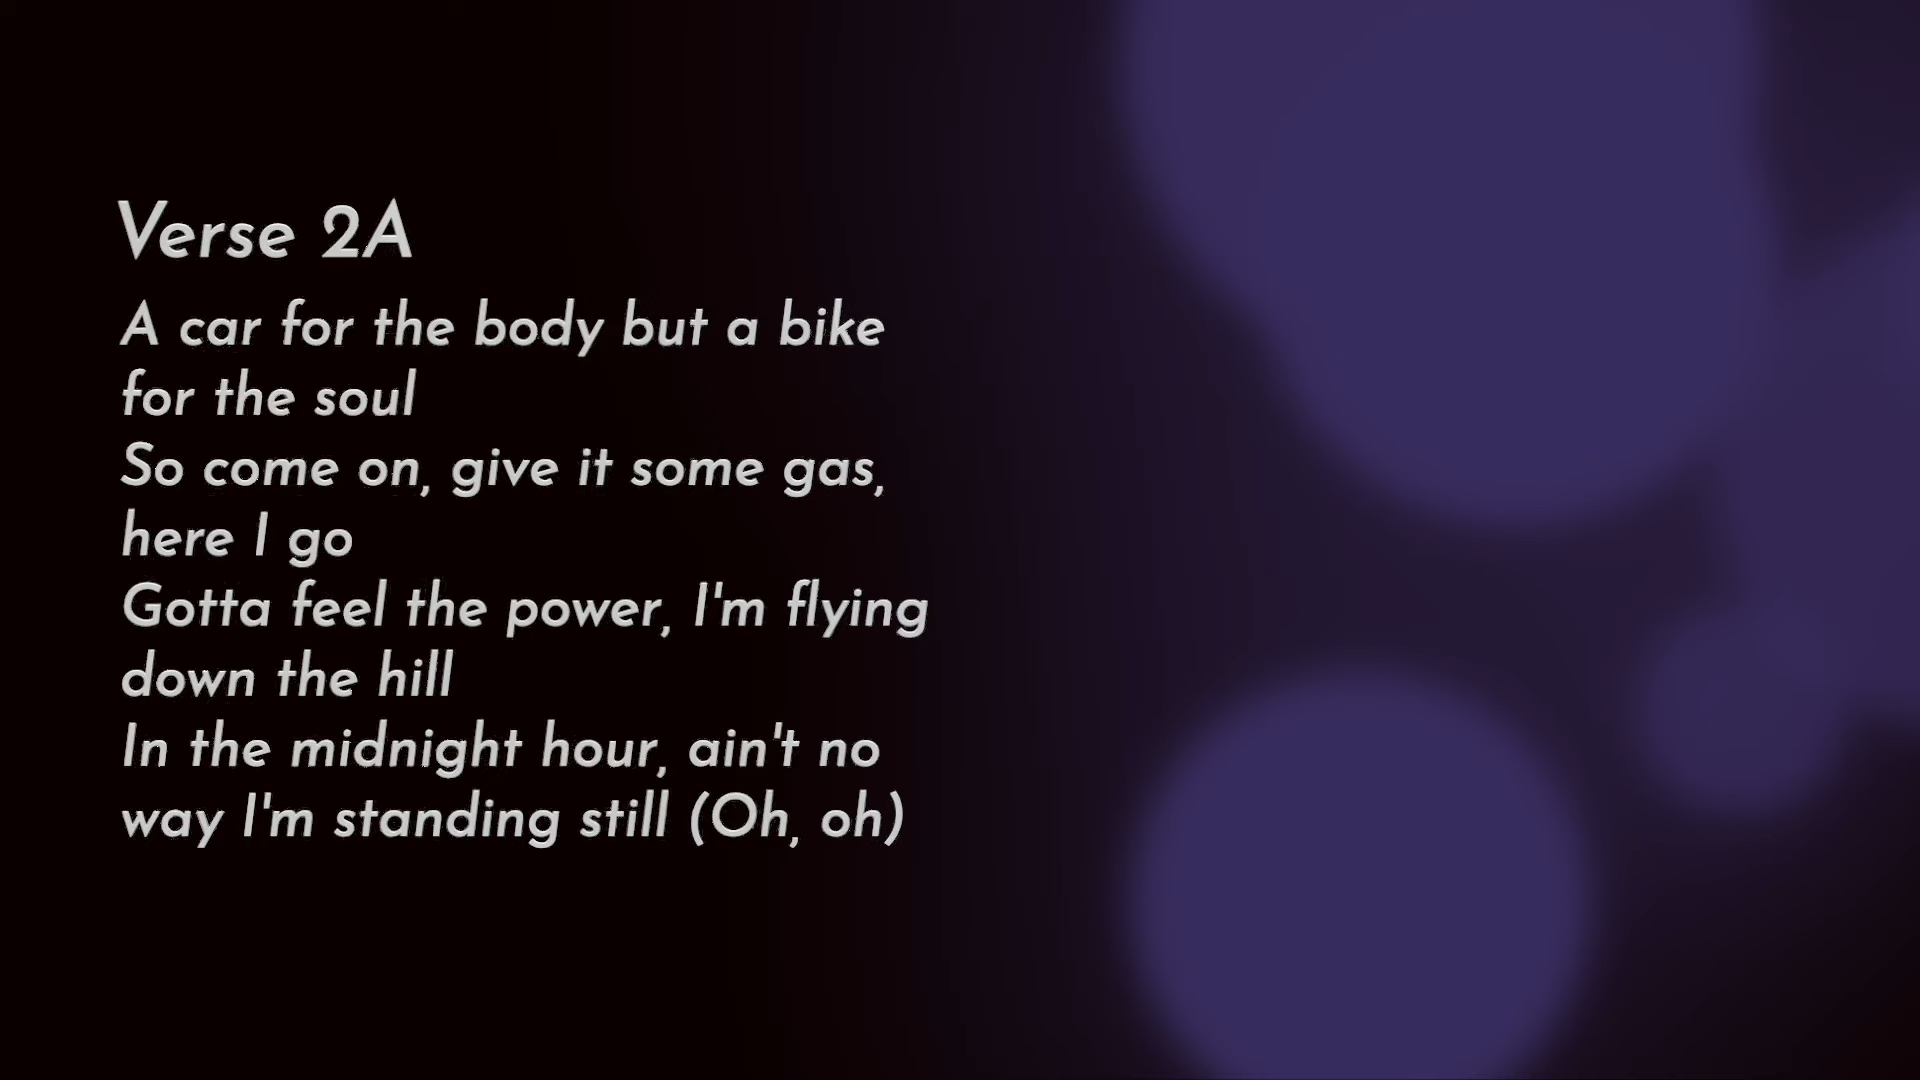 Verse 2A
A car for the body but a bike
for the soul
So come on, give it some gas,
here I go
Gotta feel the power, I'm flying
down the hill
In the midnight hour, ain't no
way I'm standing still (Oh, oh)